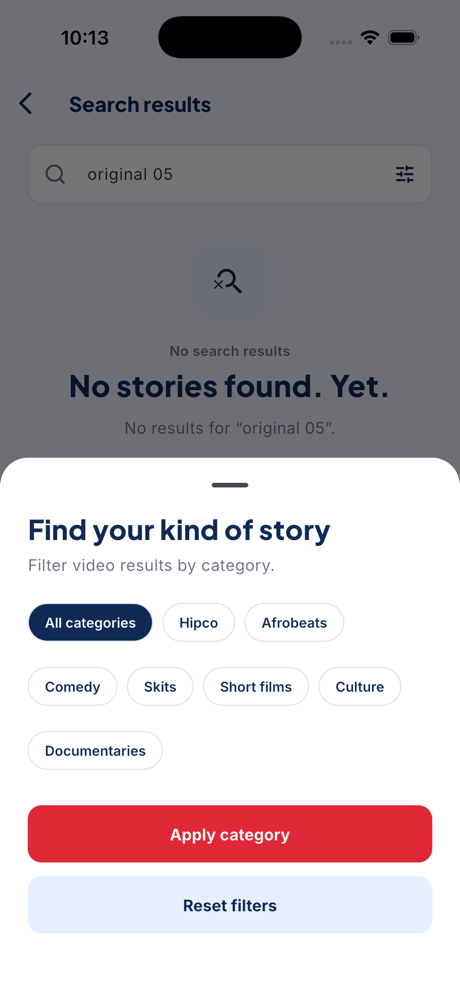 10:13
Search results
original 05
No search results
No stories found. Yet.
No results for “original 05”.
Find your kind of story
Filter video results by category.
All categories Hipco Afrobeats
Comedy Skits Short films Culture
Documentaries
Apply category
Reset filters